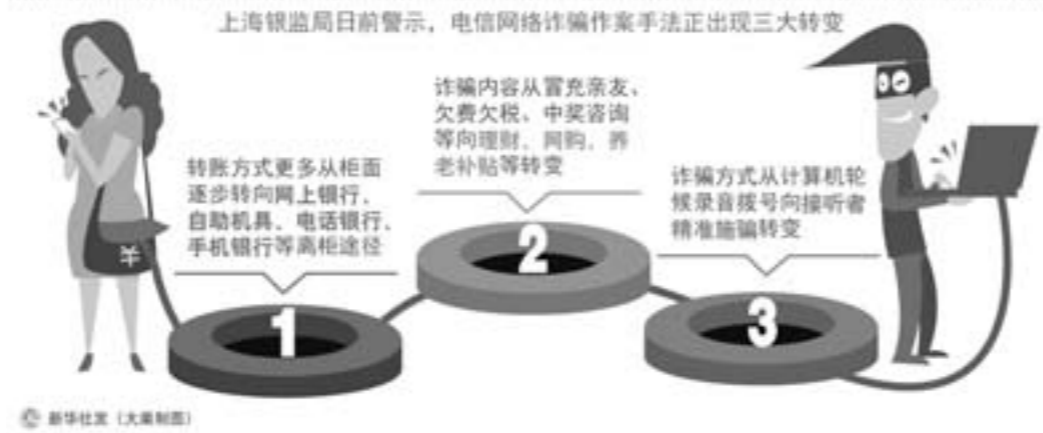 上海银监局日前警示，电信网络诈骗作案手法正出现三大转变
转账方式更多从柜面
逐步转向网上银行、
自助机具、电话银行、
手机银行等离柜途径
1
诈骗内容从冒充亲友、
欠费欠税、中奖咨询
等向理财、网购、养
老补贴等转变
2
诈骗方式从计算机轮
候录音拨号向接听者
精准施骗转变
3
¥
新华社发（大巢制图）